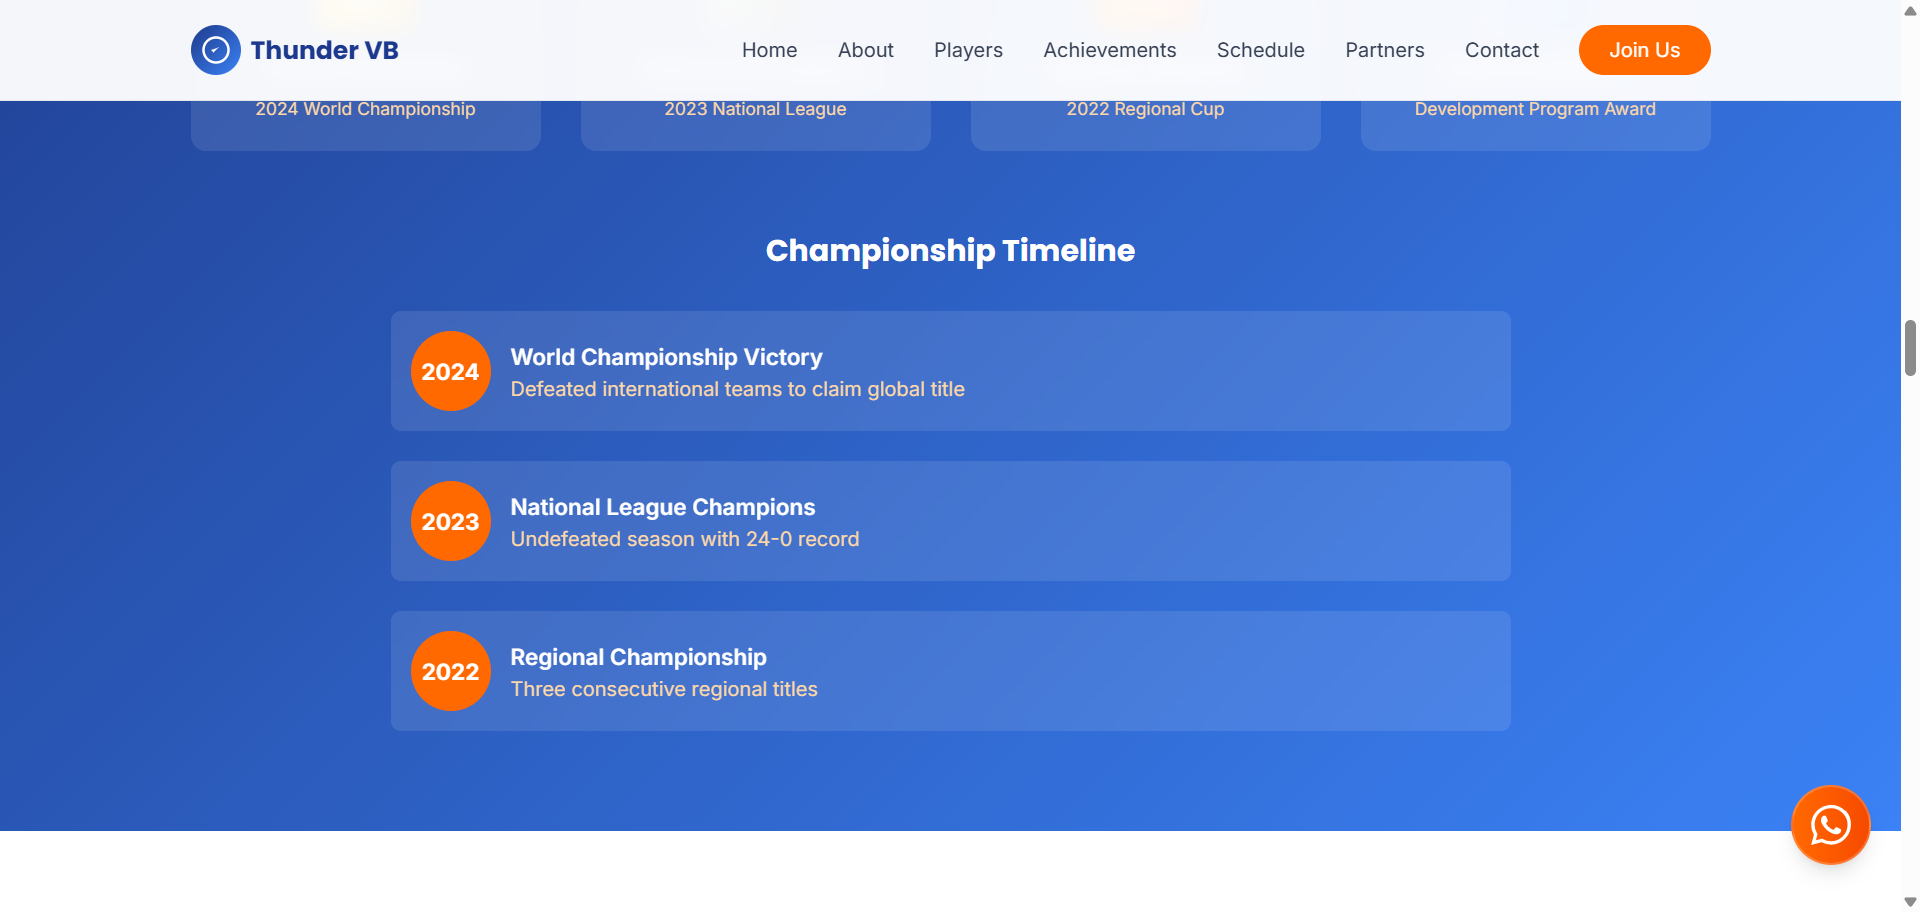 Thunder VB
Home About Players Achievements Schedule Partners Contact Join Us
2024 World Championship 2023 National League 2022 Regional Cup Development Program Award
Championship Timeline
2024
World Championship Victory
Defeated international teams to claim global title
2023
National League Champions
Undefeated season with 24-0 record
2022
Regional Championship
Three consecutive regional titles